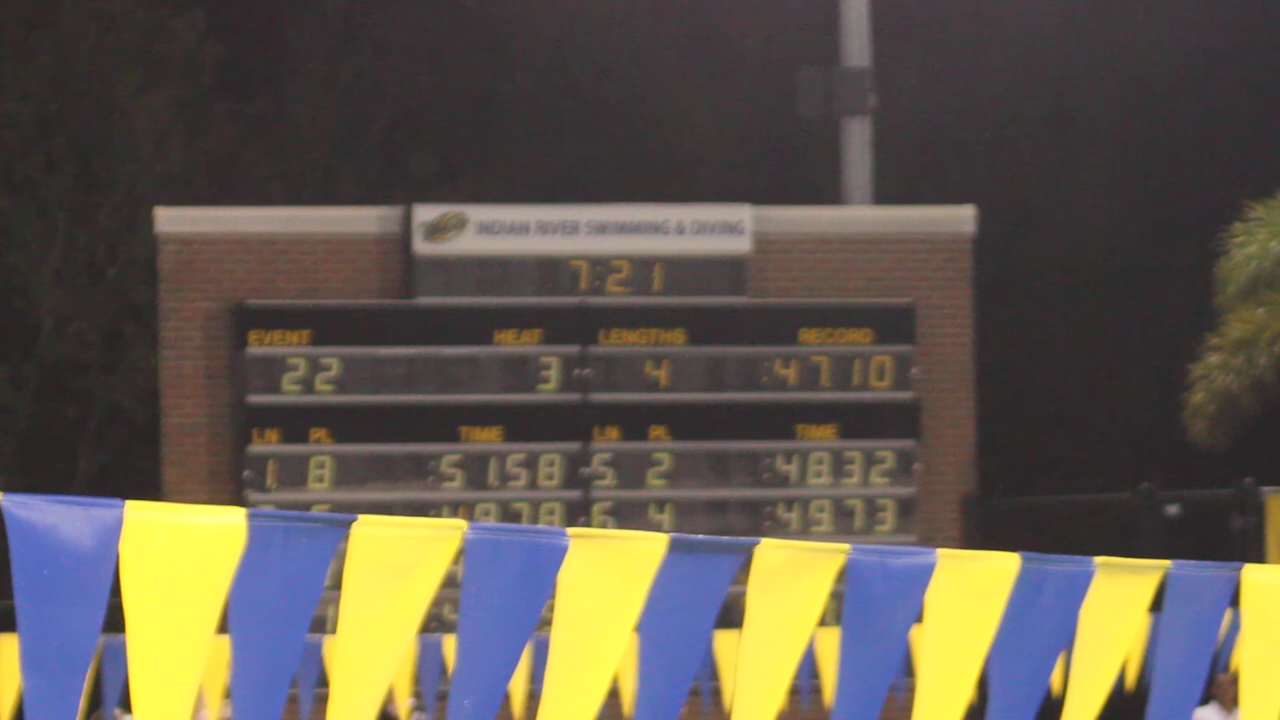 INDIAN RIVER SWIMMING & DIVING
7:21
EVENT HEAT LENGTHS RECORD
22 3 4 :47.10
LN PL TIME LN PL TIME
1 8 :51.58 5 2 :48.32
6 4 :49.73